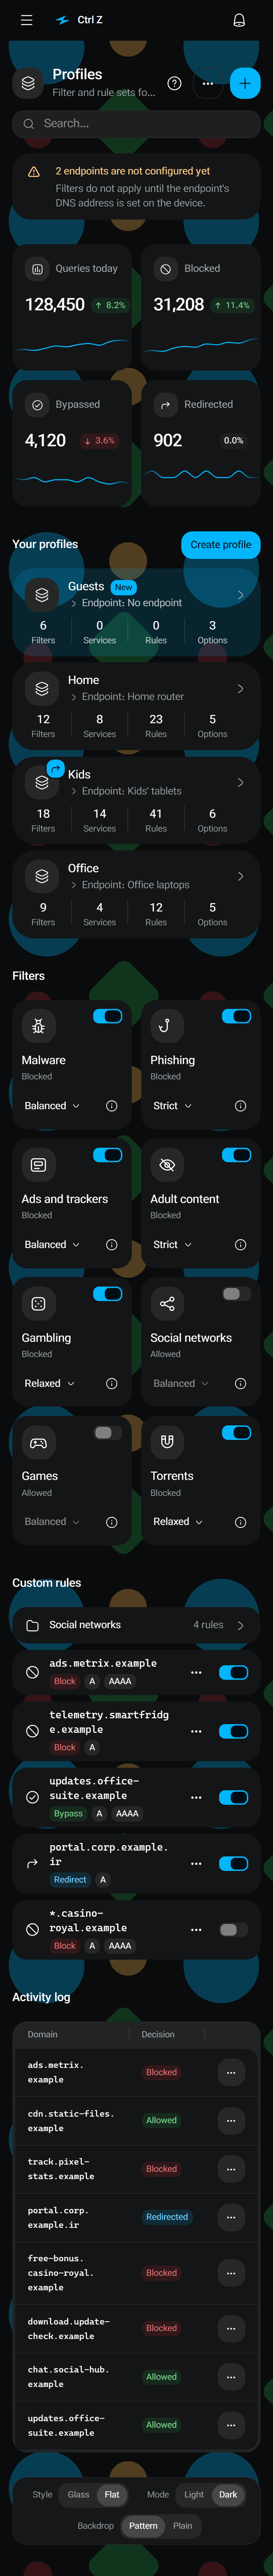 Ctrl Z
Profiles
Filter and rule sets fo...
Search...
2 endpoints are not configured yet
Filters do not apply until the endpoint's
DNS address is set on the device.
Queries today
128,450 ↑ 8.2%
Blocked
31,208 ↑ 11.4%
Bypassed
4,120 ↓ 3.6%
Redirected
902 0.0%
Your profiles
Create profile
Guests New
Endpoint: No endpoint
6 0 0 3
Filters Services Rules Options
Home
Endpoint: Home router
12 8 23 5
Filters Services Rules Options
Kids
Endpoint: Kids' tablets
18 14 41 6
Filters Services Rules Options
Office
Endpoint: Office laptops
9 4 12 5
Filters Services Rules Options
Filters
Malware
Blocked
Balanced
Phishing
Blocked
Strict
Ads and trackers
Blocked
Balanced
Adult content
Blocked
Strict
Gambling
Blocked
Relaxed
Social networks
Allowed
Balanced
Games
Allowed
Balanced
Torrents
Blocked
Relaxed
Custom rules
Social networks 4 rules
ads.metrix.example
Block A AAAA
telemetry.smartfridg
e.example
Block A
updates.office-
suite.example
Bypass A AAAA
portal.corp.example.
ir
Redirect A
*.casino-
royal.example
Block A AAAA
Activity log
Domain Decision
ads.metrix.
example
Blocked
cdn.static-files.
example
Allowed
track.pixel-
stats.example
Blocked
portal.corp.
example.ir
Redirected
free-bonus.
casino-royal.
example
Blocked
download.update-
check.example
Blocked
chat.social-hub.
example
Allowed
updates.office-
suite.example
Allowed
Style Glass Flat Mode Light Dark
Backdrop Pattern Plain